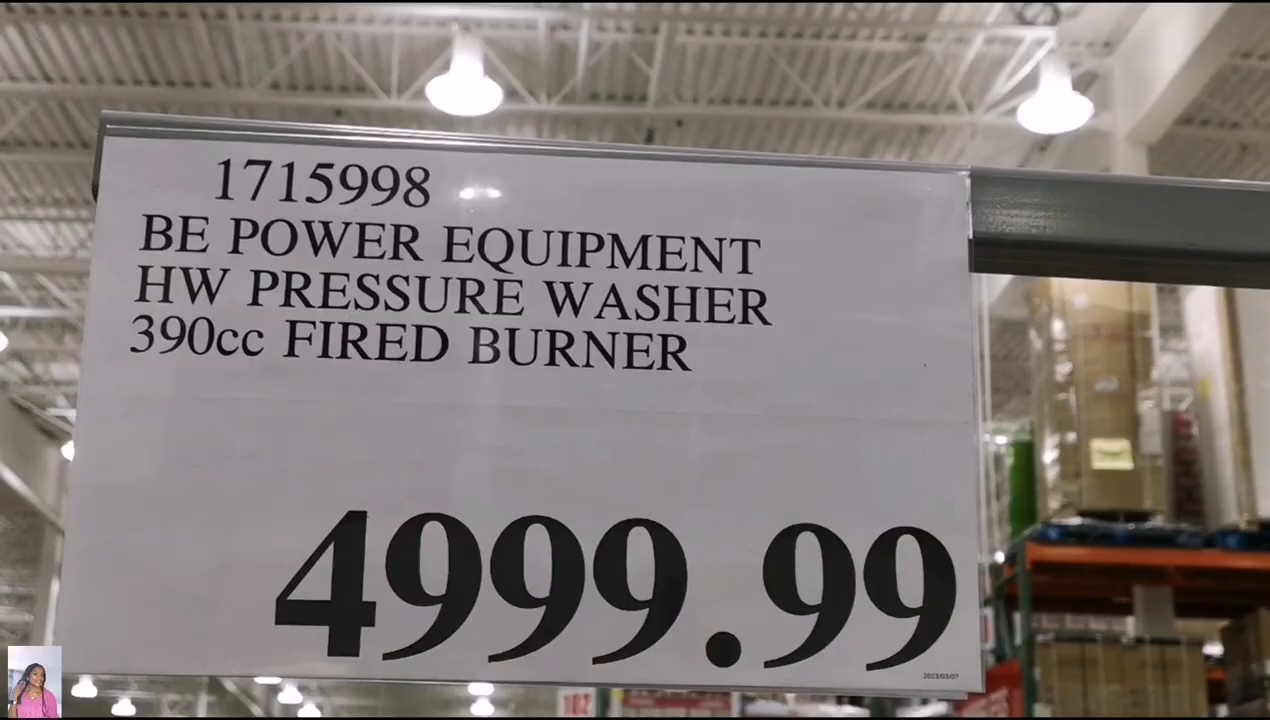 1715998
BE POWER EQUIPMENT
HW PRESSURE WASHER
390cc FIRED BURNER
4999.99